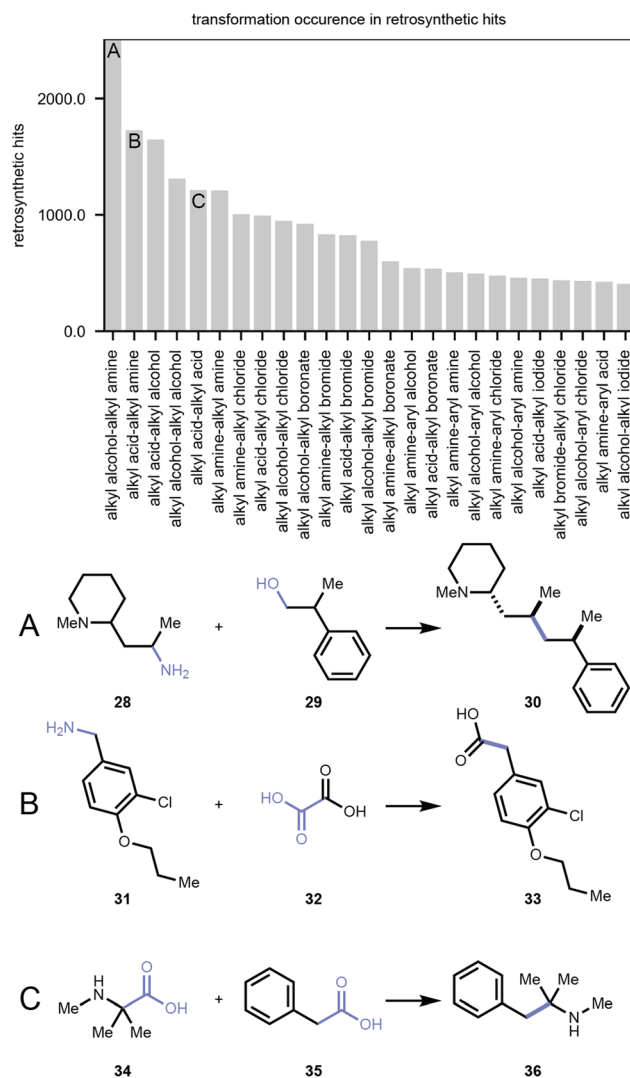 transformation occurence in retrosynthetic hits
retrosynthetic hits
2000.0
1000.0
0.0
A
B
C
alkyl alcohol-alkyl amine
alkyl acid-alkyl amine
alkyl acid-alkyl alcohol
alkyl alcohol-alkyl alcohol
alkyl acid-alkyl acid
alkyl amine-alkyl amine
alkyl amine-alkyl chloride
alkyl acid-alkyl chloride
alkyl alcohol-alkyl chloride
alkyl alcohol-alkyl boronate
alkyl amine-alkyl bromide
alkyl acid-alkyl bromide
alkyl alcohol-alkyl bromide
alkyl amine-alkyl boronate
alkyl amine-aryl alcohol
alkyl acid-alkyl boronate
alkyl amine-aryl amine
alkyl alcohol-aryl alcohol
alkyl amine-aryl chloride
alkyl alcohol-aryl amine
alkyl acid-alkyl iodide
alkyl bromide-alkyl chloride
alkyl alcohol-aryl chloride
alkyl amine-aryl acid
alkyl alcohol-alkyl iodide
A
MeN
Me
NH2
28
+
HO
Me
29
MeN
Me
Me
30
B
H2N
Cl
O
Me
31
+
HO
O
O
OH
32
HO
O
Cl
O
Me
33
C
H
N
Me
O
OH
Me
Me
34
+
O
OH
35
Me
Me
Me
N
H
36